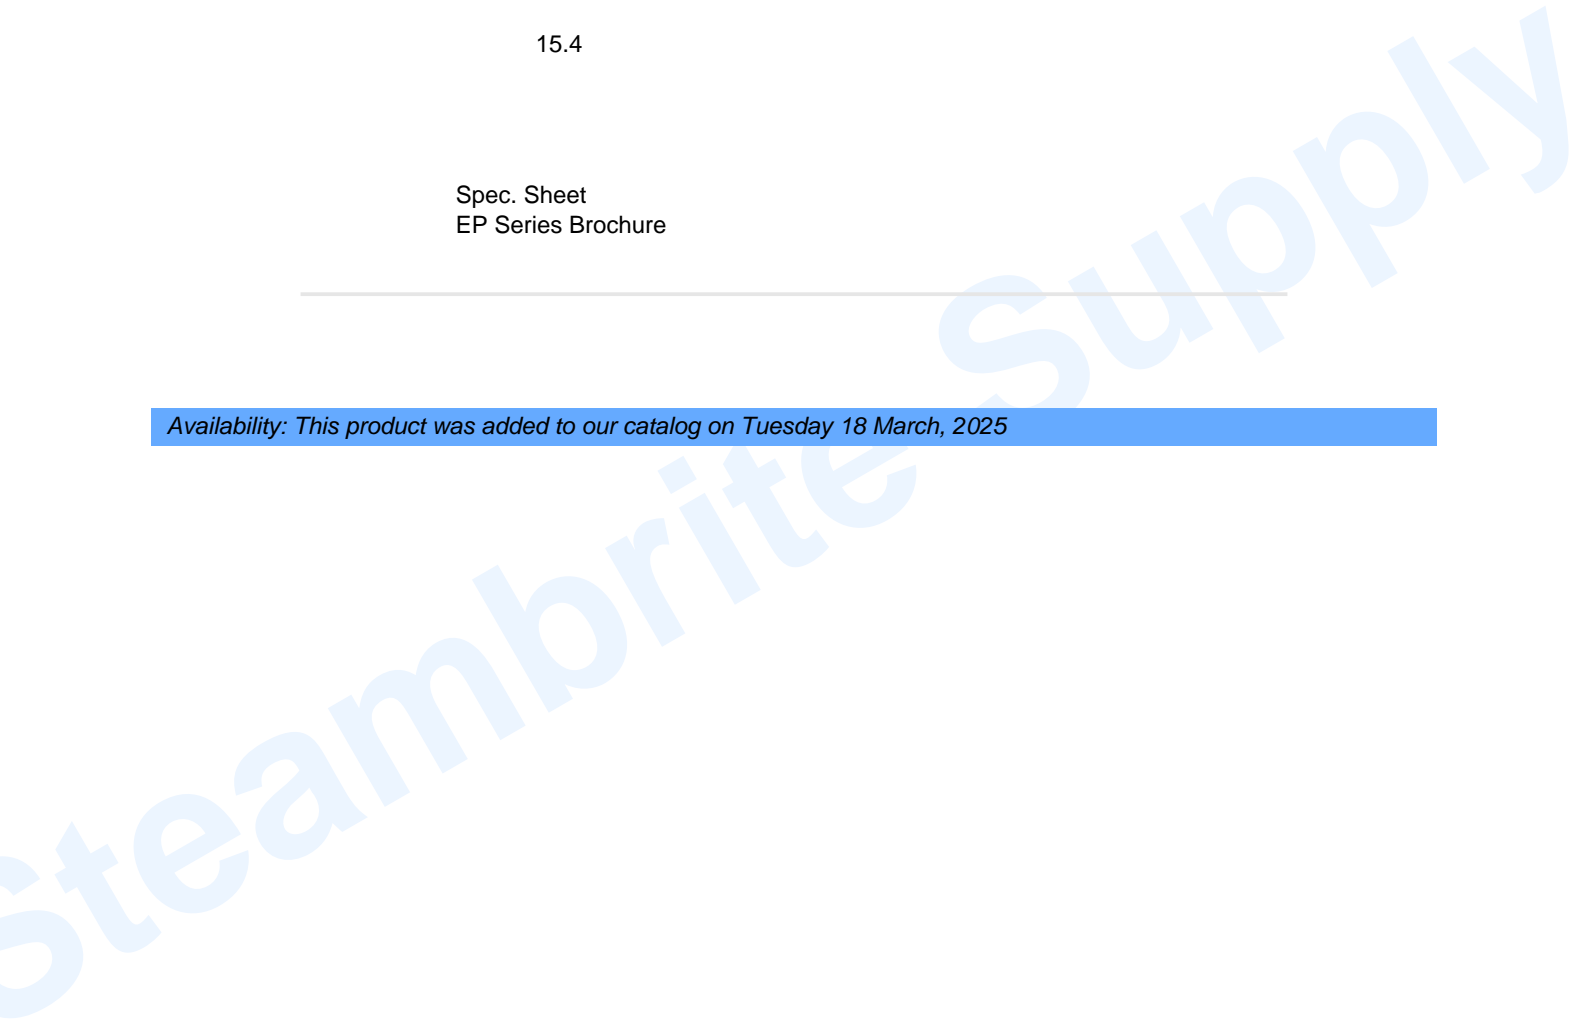 15.4
Spec. Sheet
EP Series Brochure
Availability: This product was added to our catalog on Tuesday 18 March, 2025
Steambrite Supply